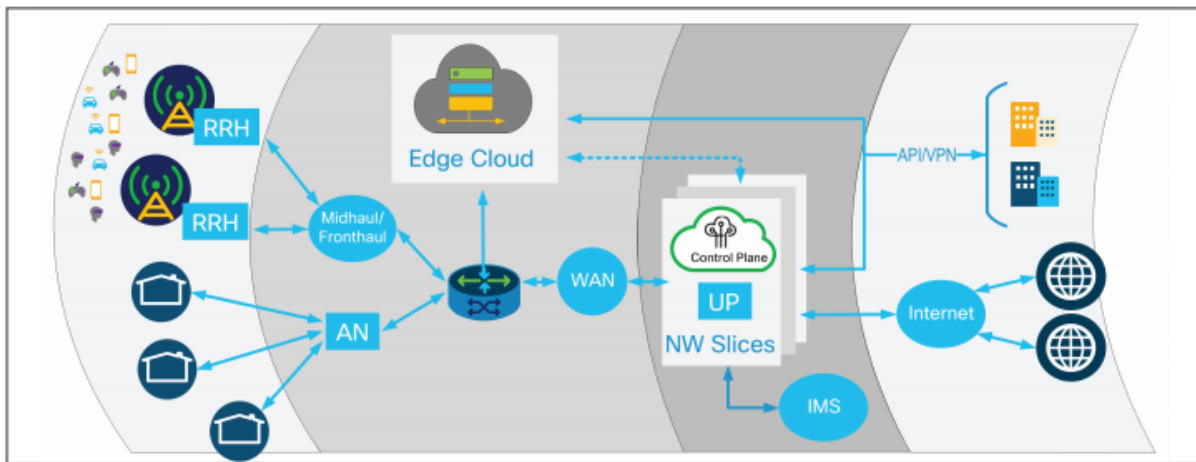 RRH
RRH
Midhaul/
Fronthaul
AN
Edge Cloud
WAN
Control Plane
UP
NW Slices
IMS
API/VPN
Internet